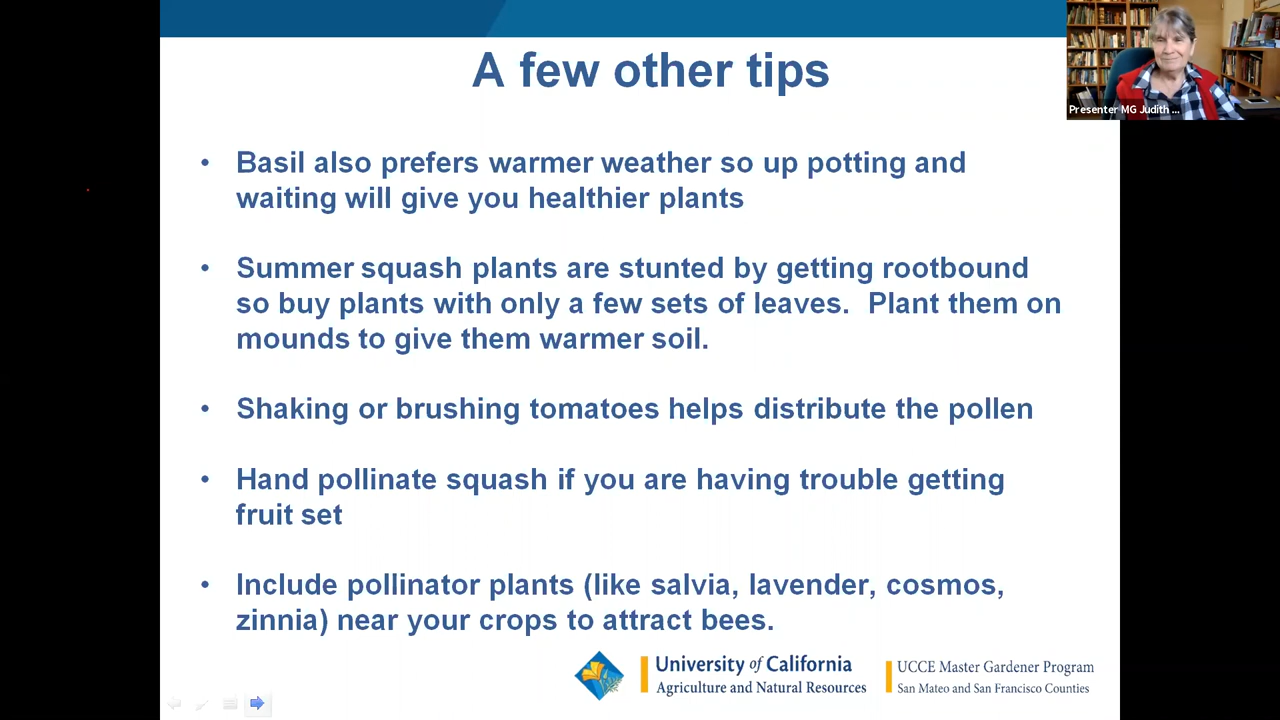 A few other tips
Presenter MG Judith ...
• Basil also prefers warmer weather so up potting and
waiting will give you healthier plants
• Summer squash plants are stunted by getting rootbound
so buy plants with only a few sets of leaves.  Plant them on
mounds to give them warmer soil.
• Shaking or brushing tomatoes helps distribute the pollen
• Hand pollinate squash if you are having trouble getting
fruit set
• Include pollinator plants (like salvia, lavender, cosmos,
zinnia) near your crops to attract bees.
University of California
Agriculture and Natural Resources
UCCE Master Gardener Program
San Mateo and San Francisco Counties